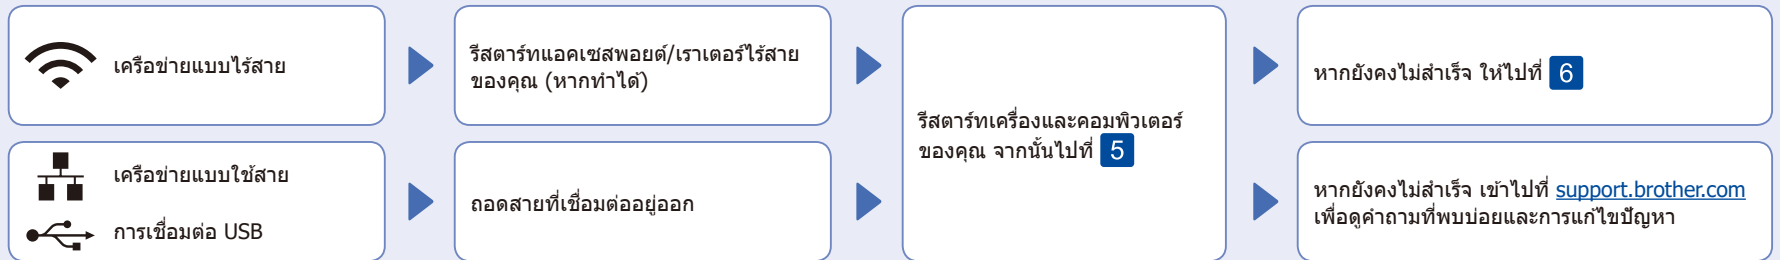 เครือข่ายแบบไร้สาย
รีสตาร์ทแอคเซสพอยต์/เราเตอร์ไร้สาย
ของคุณ (หากทำได้)
รีสตาร์ทเครื่องและคอมพิวเตอร์
ของคุณ จากนั้นไปที่ 5
หากยังคงไม่สำเร็จ ให้ไปที่ 6
เครือข่ายแบบใช้สาย
การเชื่อมต่อ USB
ถอดสายที่เชื่อมต่ออยู่ออก
หากยังคงไม่สำเร็จ เข้าไปที่ support.brother.com
เพื่อดูคำถามที่พบบ่อยและการแก้ไขปัญหา